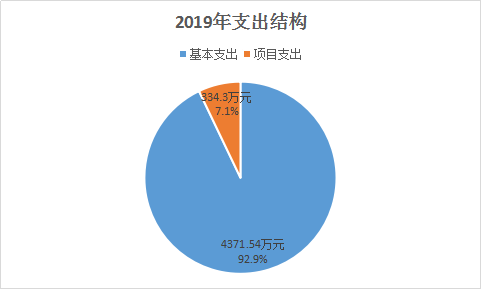 2019年支出结构
基本支出 项目支出
334.3万元
7.1%
4371.54万元
92.9%